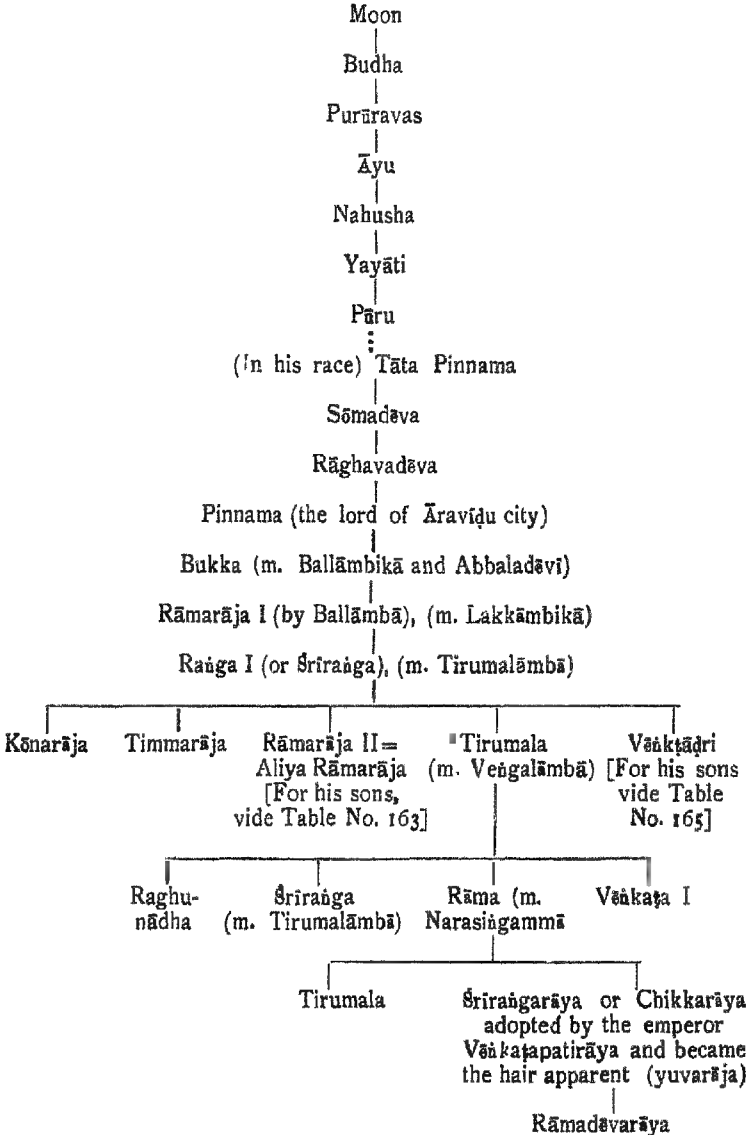 Moon
Budha
Purūravas
Āyu
Nahusha
Yayāti
Pūru
(In his race) Tāta Pinnama
Sōmadēva
Rāghavadēva
Pinnama (the lord of Āravīḍu city)
Bukka (m. Ballāmbikā and Abbaladēvī)
Rāmarāja I (by Ballāmbā), (m. Lakkāmbikā)
Raṅga I (or Śrīraṅga), (m. Tirumalāmbā)
Kōnarāja Timmarāja Rāmarāja II= Tirumala Vēṅkṭādri
Aliya Rāmarāja (m. Veṅgalāmbā) [For his sons
[For his sons, vide Table
vide Table No. 163] No. 165]
Raghu- Śrīraṅga Rāma (m. Vēṅkaṭa I
nādha (m. Tirumalāmbā) Narasiṅgammā
Tirumala Śrīraṅgarāya or Chikkarāya
adopted by the emperor
Vēṅkaṭapatirāya and became
the hair apparent (yuvarāja)
Rāmadēvarāya